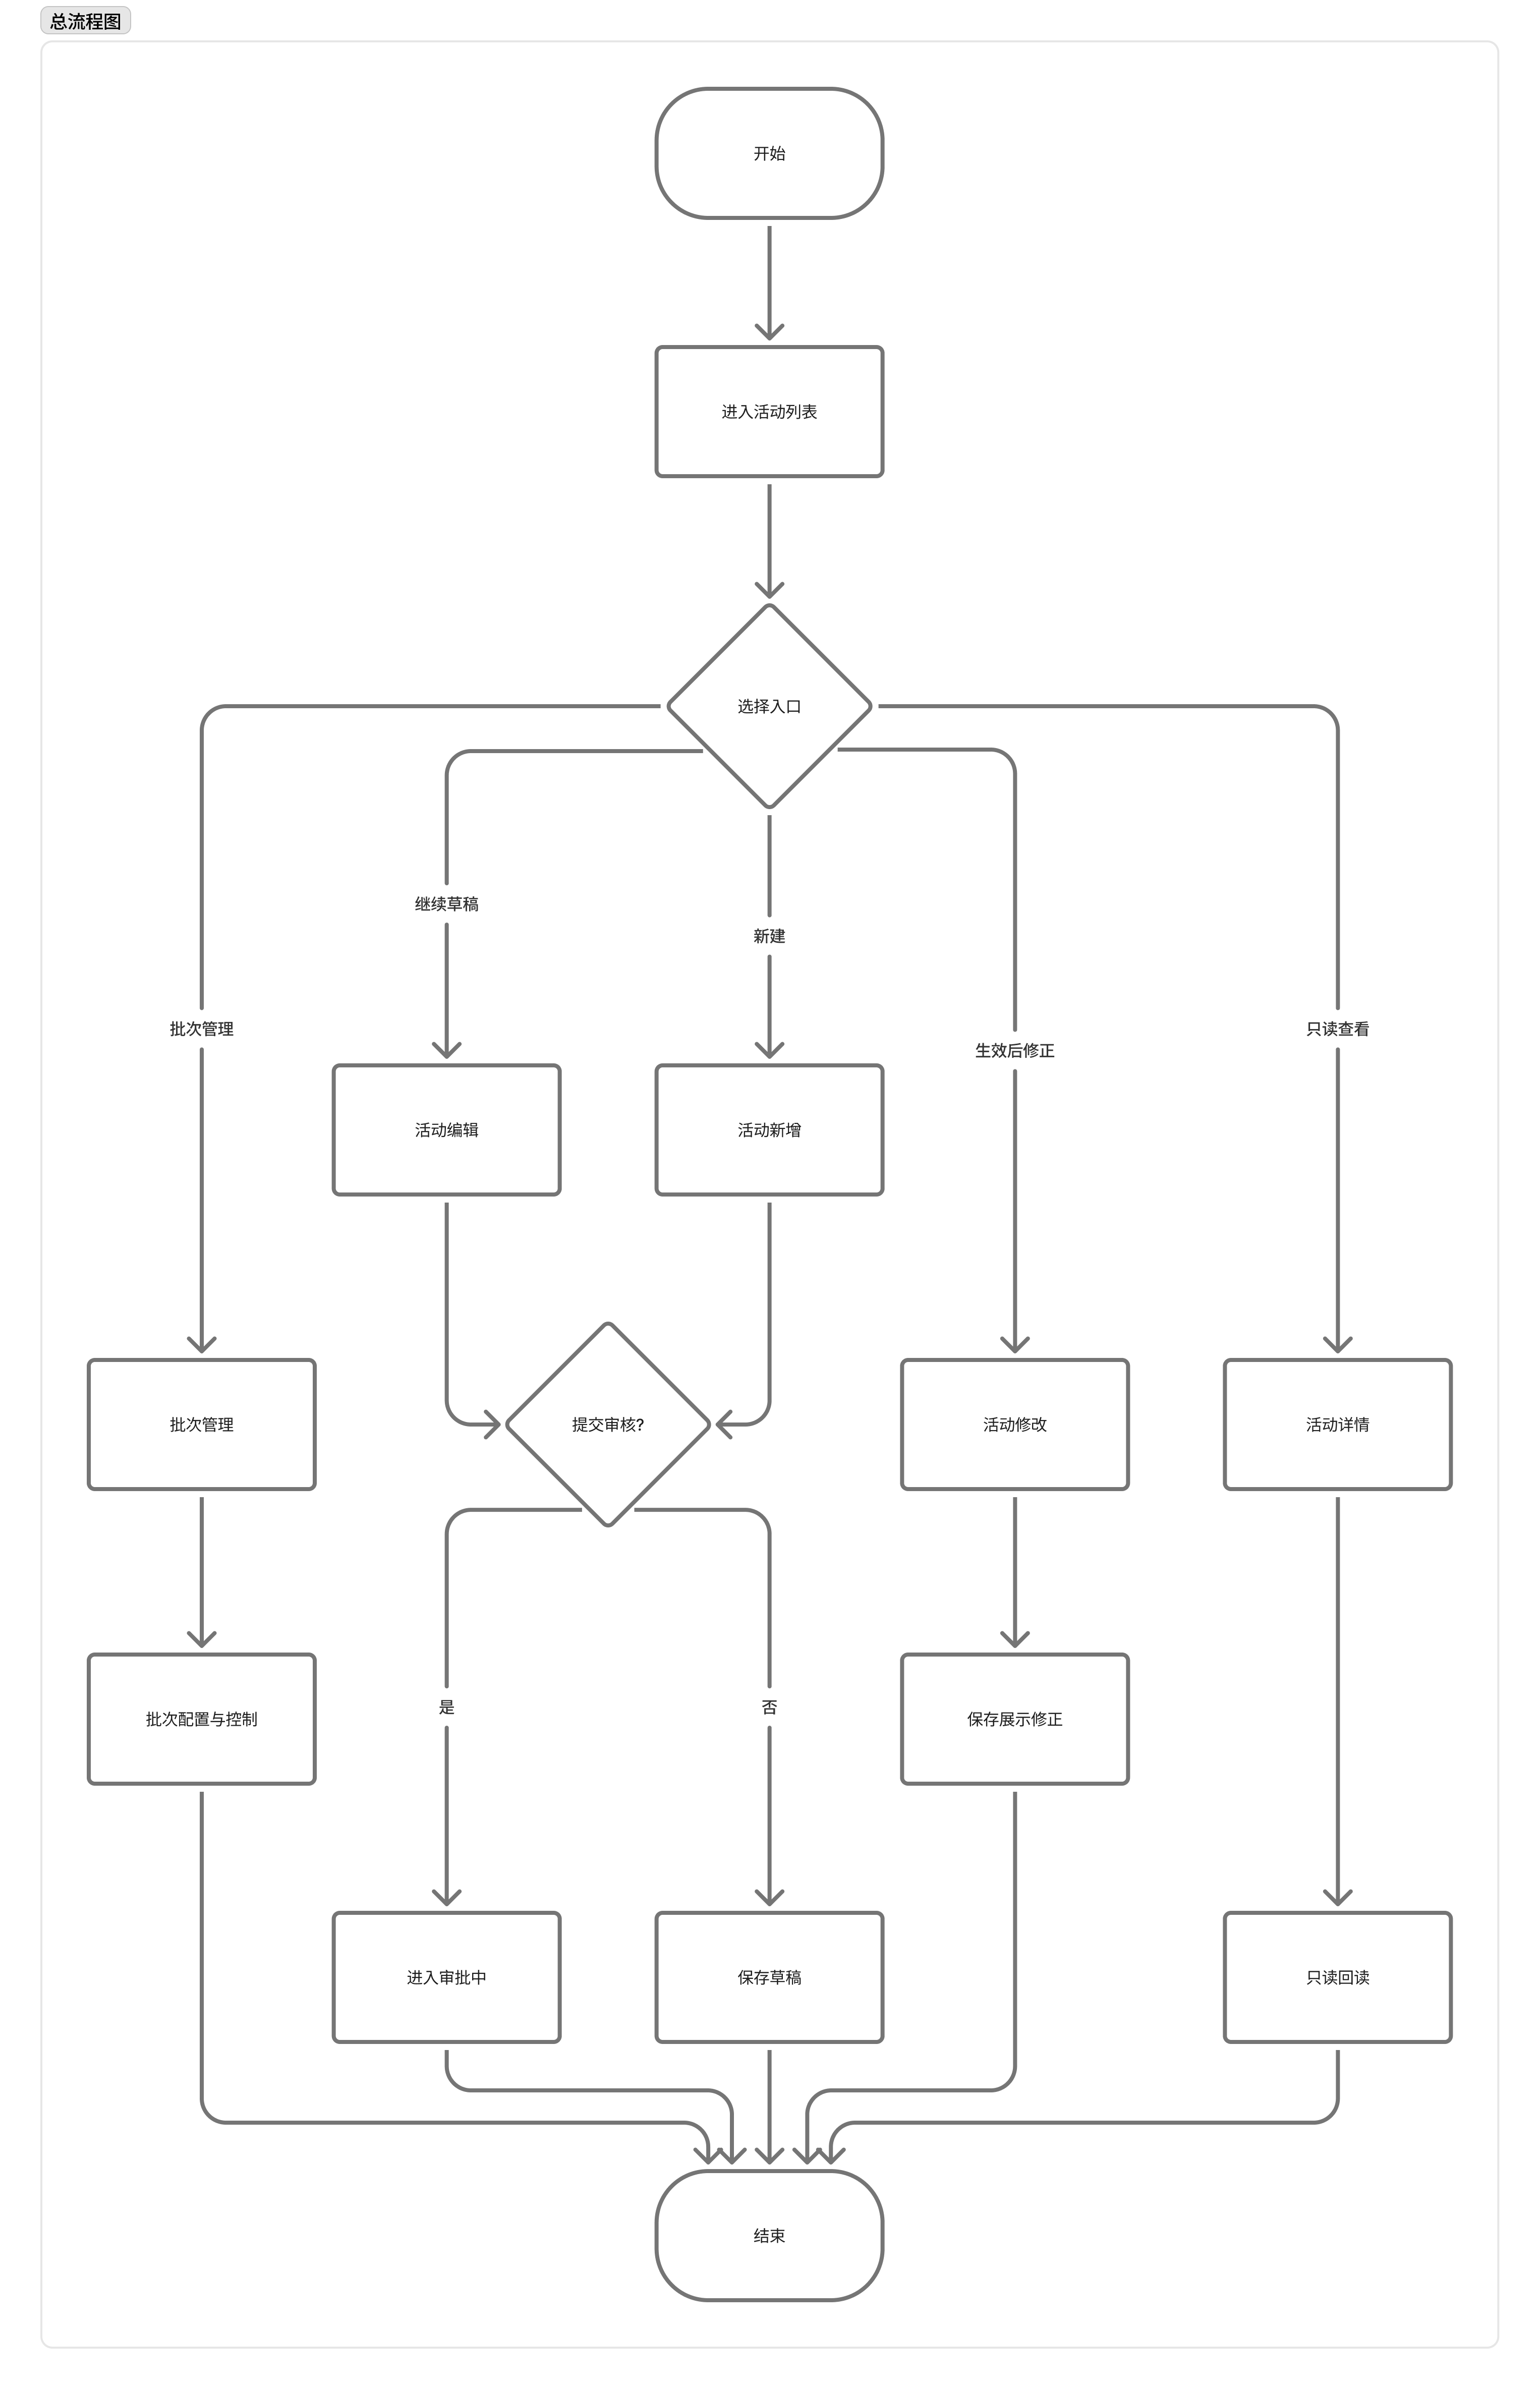 总流程图
开始
进入活动列表
选择入口
继续草稿
新建
批次管理
只读查看
生效后修正
活动编辑
活动新增
批次管理
提交审核?
活动修改
活动详情
是
否
批次配置与控制
保存展示修正
进入审批中
保存草稿
只读回读
结束